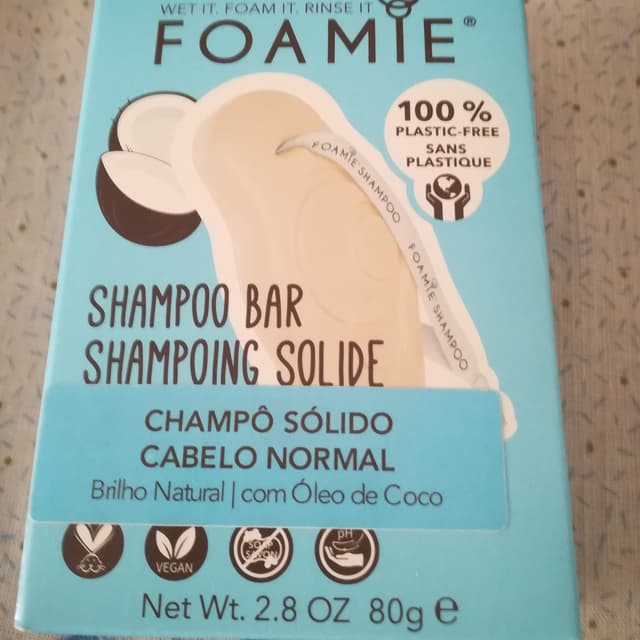 WET IT. FOAM IT. RINSE IT
FOAMIE®
100 %
PLASTIC-FREE
SANS
PLASTIQUE
FOAMIE SHAMPOO
FOAMIE SHAMPOO
SHAMPOO BAR
SHAMPOING SOLIDE
CHAMPÔ SÓLIDO
CABELO NORMAL
Brilho Natural | com Óleo de Coco
VEGAN
SOAP
SAVON
pH
Net Wt. 2.8 OZ 80g e